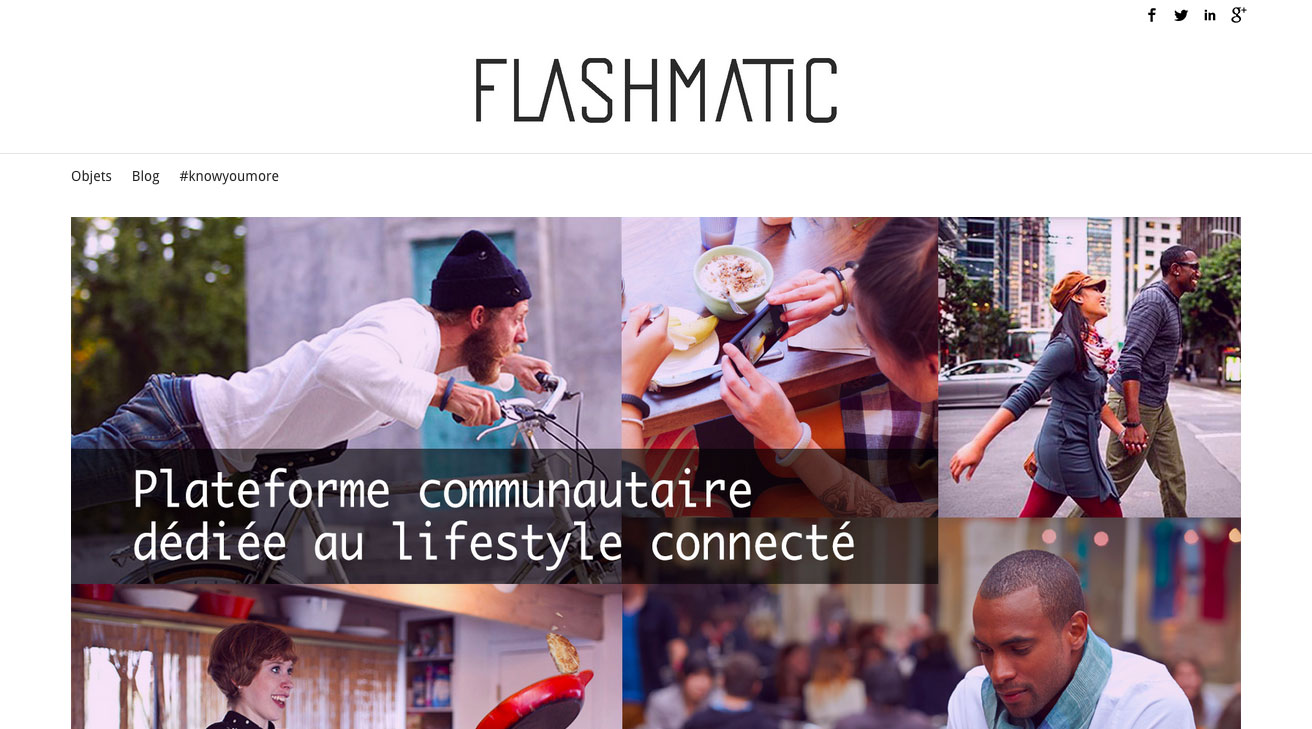 FLASHMATiC
Objets Blog #knowyoumore
Plateforme communautaire
dédiée au lifestyle connecté